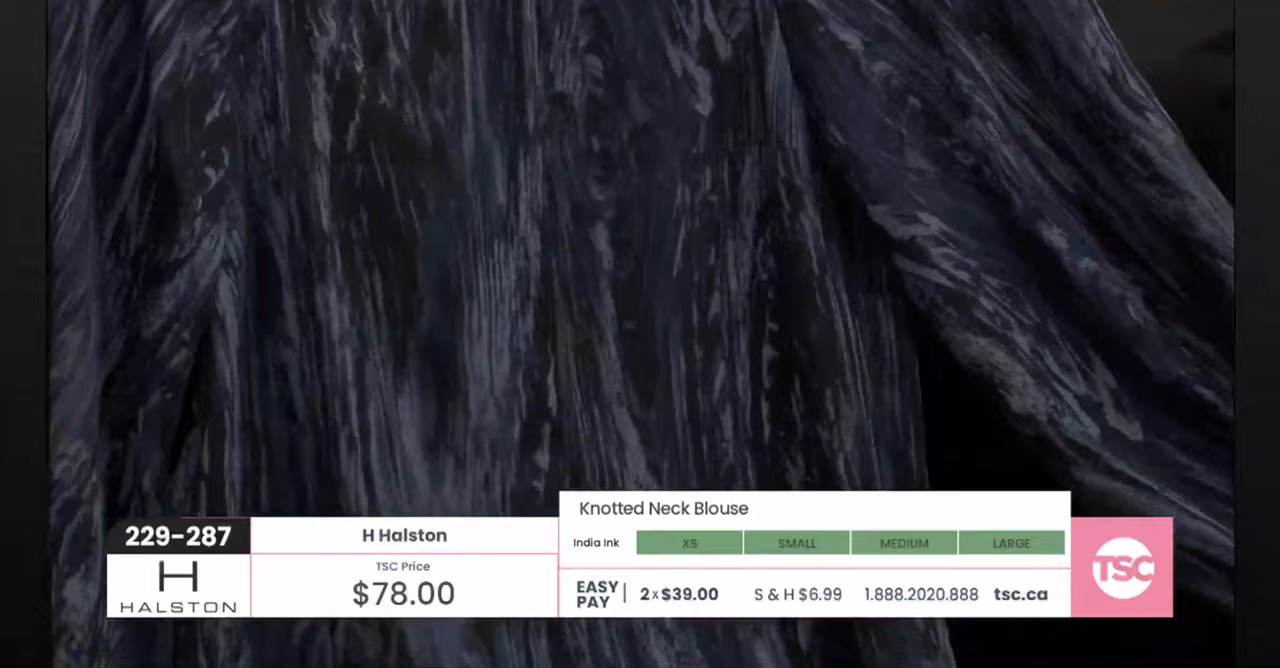 229-287
H Halston
H
HALSTON
TSC Price
$78.00
Knotted Neck Blouse
India Ink XS SMALL MEDIUM LARGE
EASY PAY | 2x$39.00 S & H $6.99 1.888.2020.888 tsc.ca
TSC